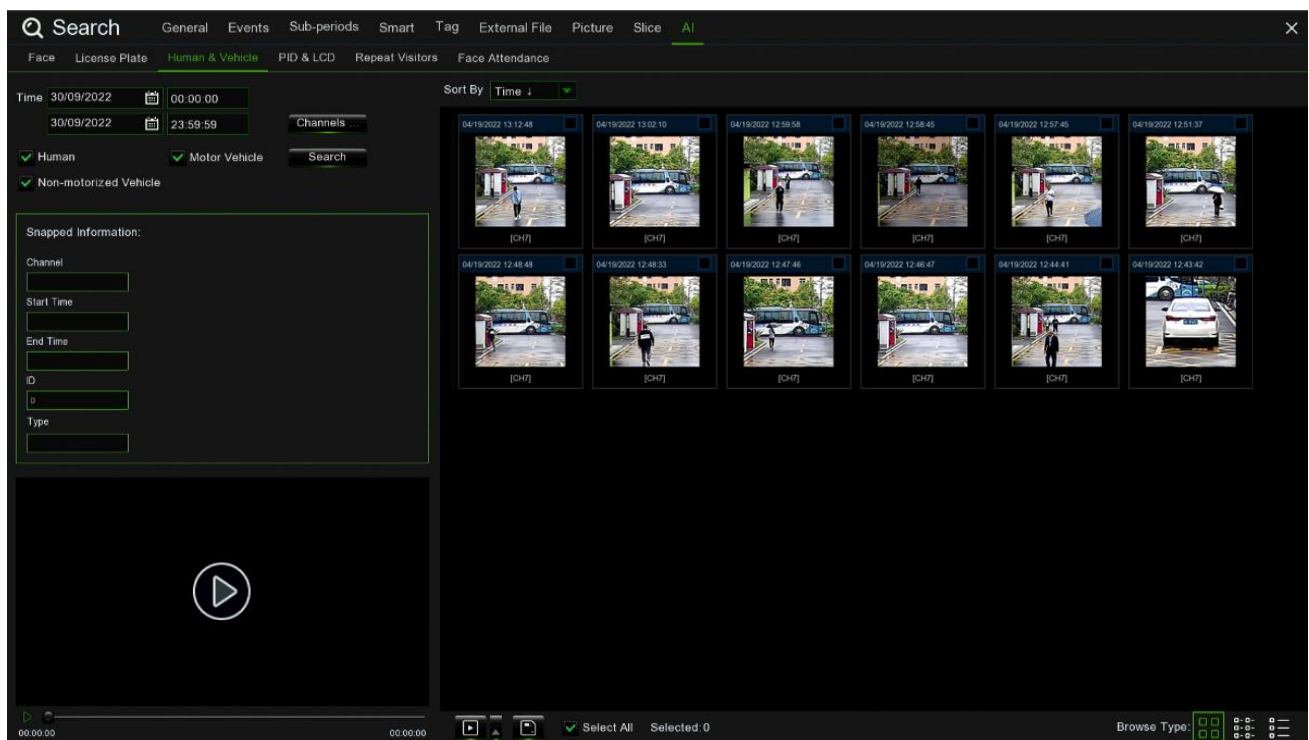 Search General Events Sub-periods Smart Tag External File Picture Slice AI
Face License Plate Human & Vehicle PID & LCD Repeat Visitors Face Attendance
Time 30/09/2022 00:00:00
30/09/2022 23:59:59 Channels ...
Human Motor Vehicle Search
Non-motorized Vehicle
Snapped Information:
Channel
Start Time
End Time
ID
0
Type
00:00:00 00:00:00
Sort By Time ↓
04/19/2022 13:12:48 04/19/2022 13:02:10 04/19/2022 12:59:58 04/19/2022 12:58:45 04/19/2022 12:57:45 04/19/2022 12:51:37
[CH7] [CH7] [CH7] [CH7] [CH7] [CH7]
04/19/2022 12:48:48 04/19/2022 12:48:33 04/19/2022 12:47:46 04/19/2022 12:46:47 04/19/2022 12:44:41 04/19/2022 12:43:42
[CH7] [CH7] [CH7] [CH7] [CH7] [CH7]
Select All Selected: 0 Browse Type: